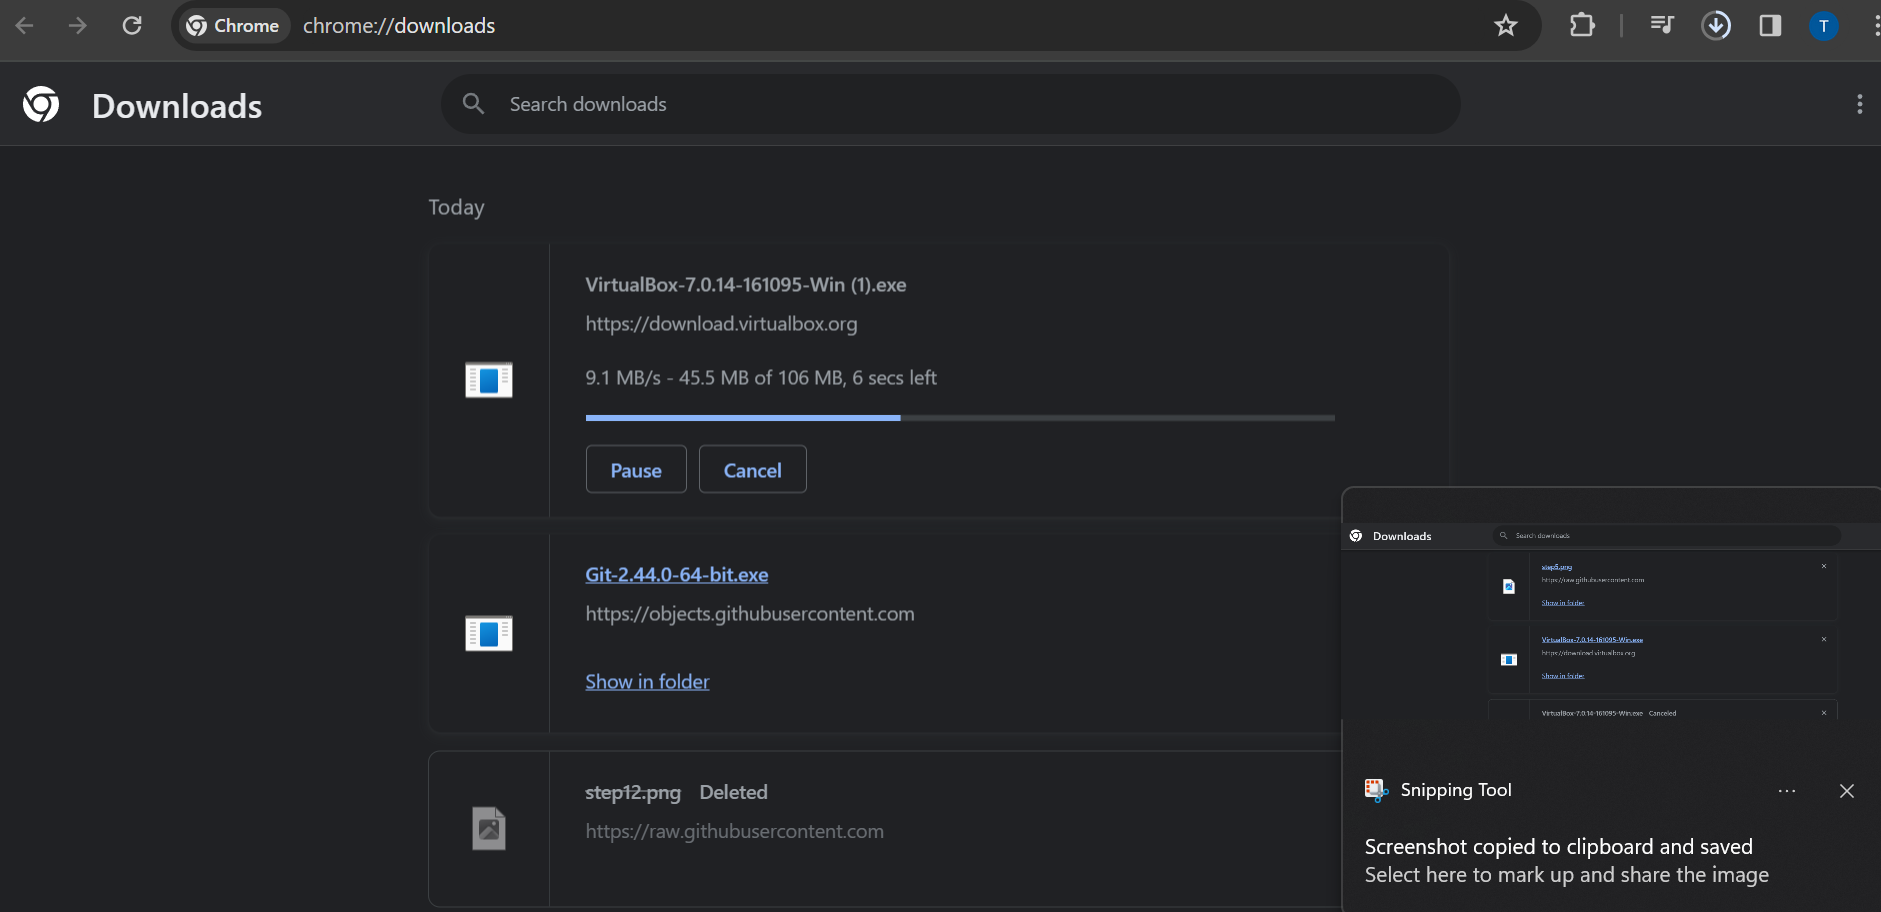 Chrome
chrome://downloads
T
Downloads
Search downloads
Today
VirtualBox-7.0.14-161095-Win (1).exe
https://download.virtualbox.org
9.1 MB/s - 45.5 MB of 106 MB, 6 secs left
Pause
Cancel
Git-2.44.0-64-bit.exe
https://objects.githubusercontent.com
Show in folder
step12.png Deleted
https://raw.githubusercontent.com
Downloads
Search downloads
step5.png
https://raw.githubusercontent.com
Show in folder
VirtualBox-7.0.14-161095-Win.exe
https://download.virtualbox.org
Show in folder
VirtualBox-7.0.14-161095-Win.exe Canceled
Snipping Tool
Screenshot copied to clipboard and saved
Select here to mark up and share the image